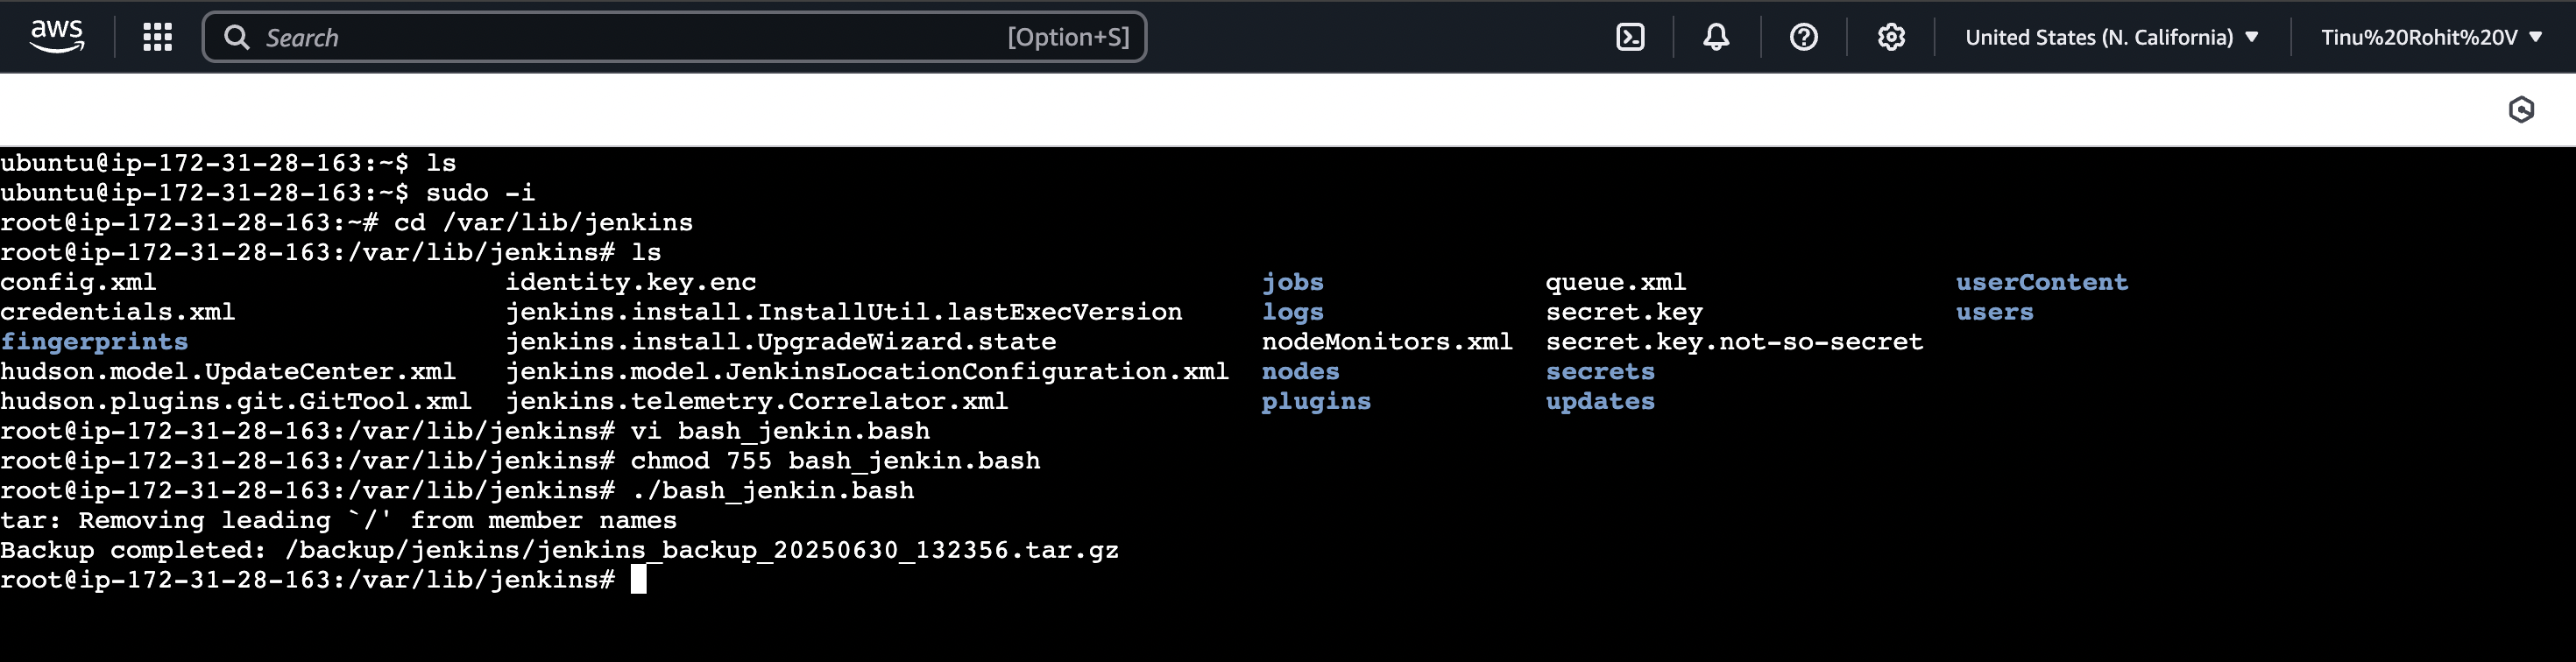 aws
Search [Option+S] United States (N. California) Tinu%20Rohit%20V
ubuntu@ip-172-31-28-163:~$ ls
ubuntu@ip-172-31-28-163:~$ sudo -i
root@ip-172-31-28-163:~# cd /var/lib/jenkins
root@ip-172-31-28-163:/var/lib/jenkins# ls
config.xml identity.key.enc jobs queue.xml userContent
credentials.xml jenkins.install.InstallUtil.lastExecVersion logs secret.key users
fingerprints jenkins.install.UpgradeWizard.state nodeMonitors.xml secret.key.not-so-secret
hudson.model.UpdateCenter.xml jenkins.model.JenkinsLocationConfiguration.xml nodes secrets
hudson.plugins.git.GitTool.xml jenkins.telemetry.Correlator.xml plugins updates
root@ip-172-31-28-163:/var/lib/jenkins# vi bash_jenkin.bash
root@ip-172-31-28-163:/var/lib/jenkins# chmod 755 bash_jenkin.bash
root@ip-172-31-28-163:/var/lib/jenkins# ./bash_jenkin.bash
tar: Removing leading `/' from member names
Backup completed: /backup/jenkins/jenkins_backup_20250630_132356.tar.gz
root@ip-172-31-28-163:/var/lib/jenkins#